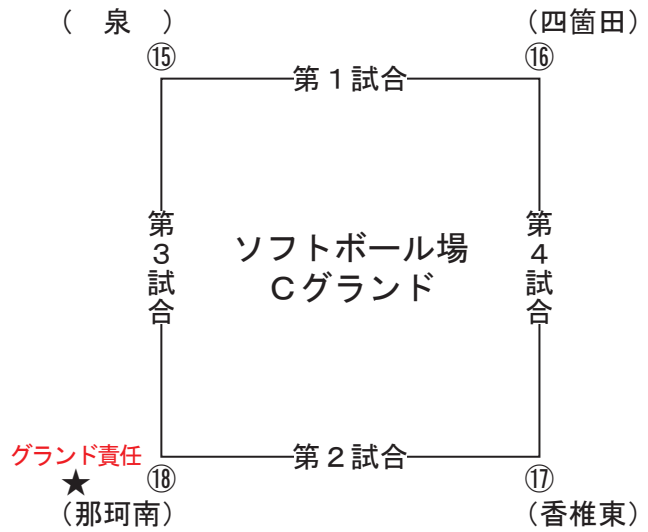 （　泉　）
（四箇田）
⑮
⑯
第１試合
第３試合
ソフトボール場
Ｃグランド
第４試合
グランド責任
★
⑱
第２試合
⑰
（那珂南）
（香椎東）